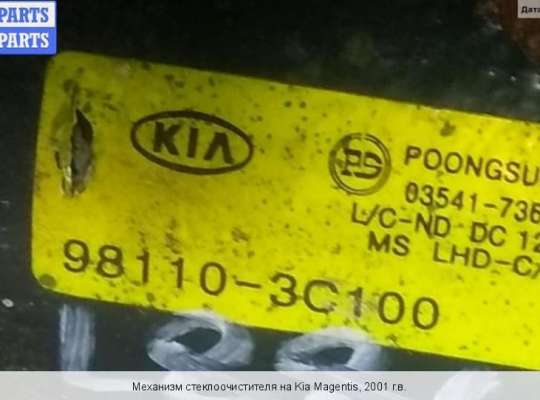 PARTS
PARTS
Дата
KIA
PS POONGSU
03541-736
L/C-ND DC 12
MS LHD-C
98110-3C100
Механизм стеклоочистителя на Kia Magentis, 2001 г.в.